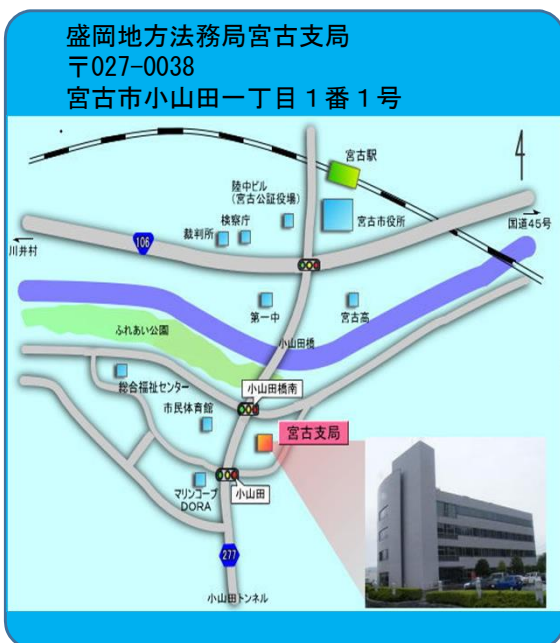 盛岡地方法務局宮古支局
〒027-0038
宮古市小山田一丁目１番１号
宮古駅
陸中ビル
（宮古公証役場）
検察庁
裁判所
宮古市役所
国道45号
川井村
106
第一中
宮古高
小山田橋
ふれあい公園
総合福祉センター
小山田橋南
市民体育館
宮古支局
マリンコープ
DORA
小山田
277
小山田トンネル